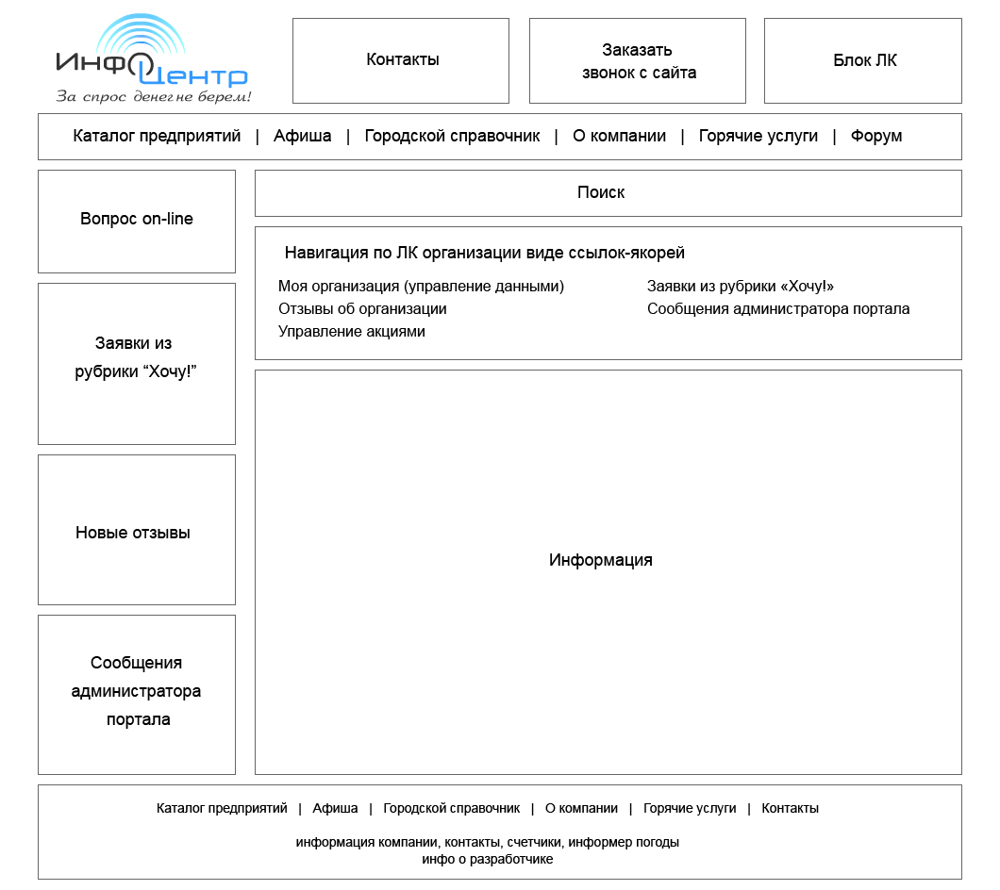 ИнфОЦентр
За спрос денег не берем!
Контакты
Заказать
звонок с сайта
Блок ЛК
Каталог предприятий | Афиша | Городской справочник | О компании | Горячие услуги | Форум
Вопрос on-line
Поиск
Навигация по ЛК организации виде ссылок-якорей
Моя организация (управление данными)
Отзывы об организации
Управление акциями
Заявки из рубрики «Хочу!»
Сообщения администратора портала
Заявки из
рубрики “Хочу!”
Новые отзывы
Сообщения
администратора
портала
Информация
Каталог предприятий | Афиша | Городской справочник | О компании | Горячие услуги | Контакты
информация компании, контакты, счетчики, информер погоды
инфо о разработчике